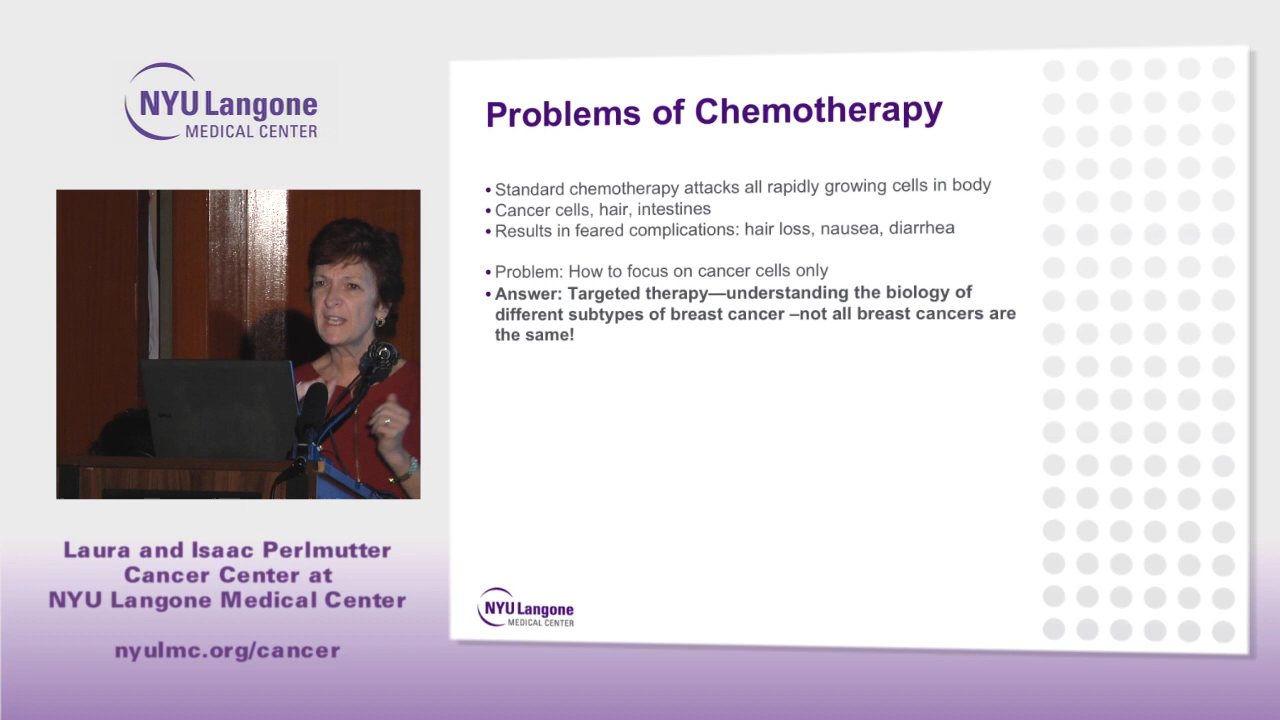 NYU Langone
MEDICAL CENTER
Laura and Isaac Perlmutter
Cancer Center at
NYU Langone Medical Center
nyulmc.org/cancer
Problems of Chemotherapy
• Standard chemotherapy attacks all rapidly growing cells in body
• Cancer cells, hair, intestines
• Results in feared complications: hair loss, nausea, diarrhea
• Problem: How to focus on cancer cells only
• Answer: Targeted therapy—understanding the biology of
different subtypes of breast cancer –not all breast cancers are
the same!
NYU Langone
MEDICAL CENTER